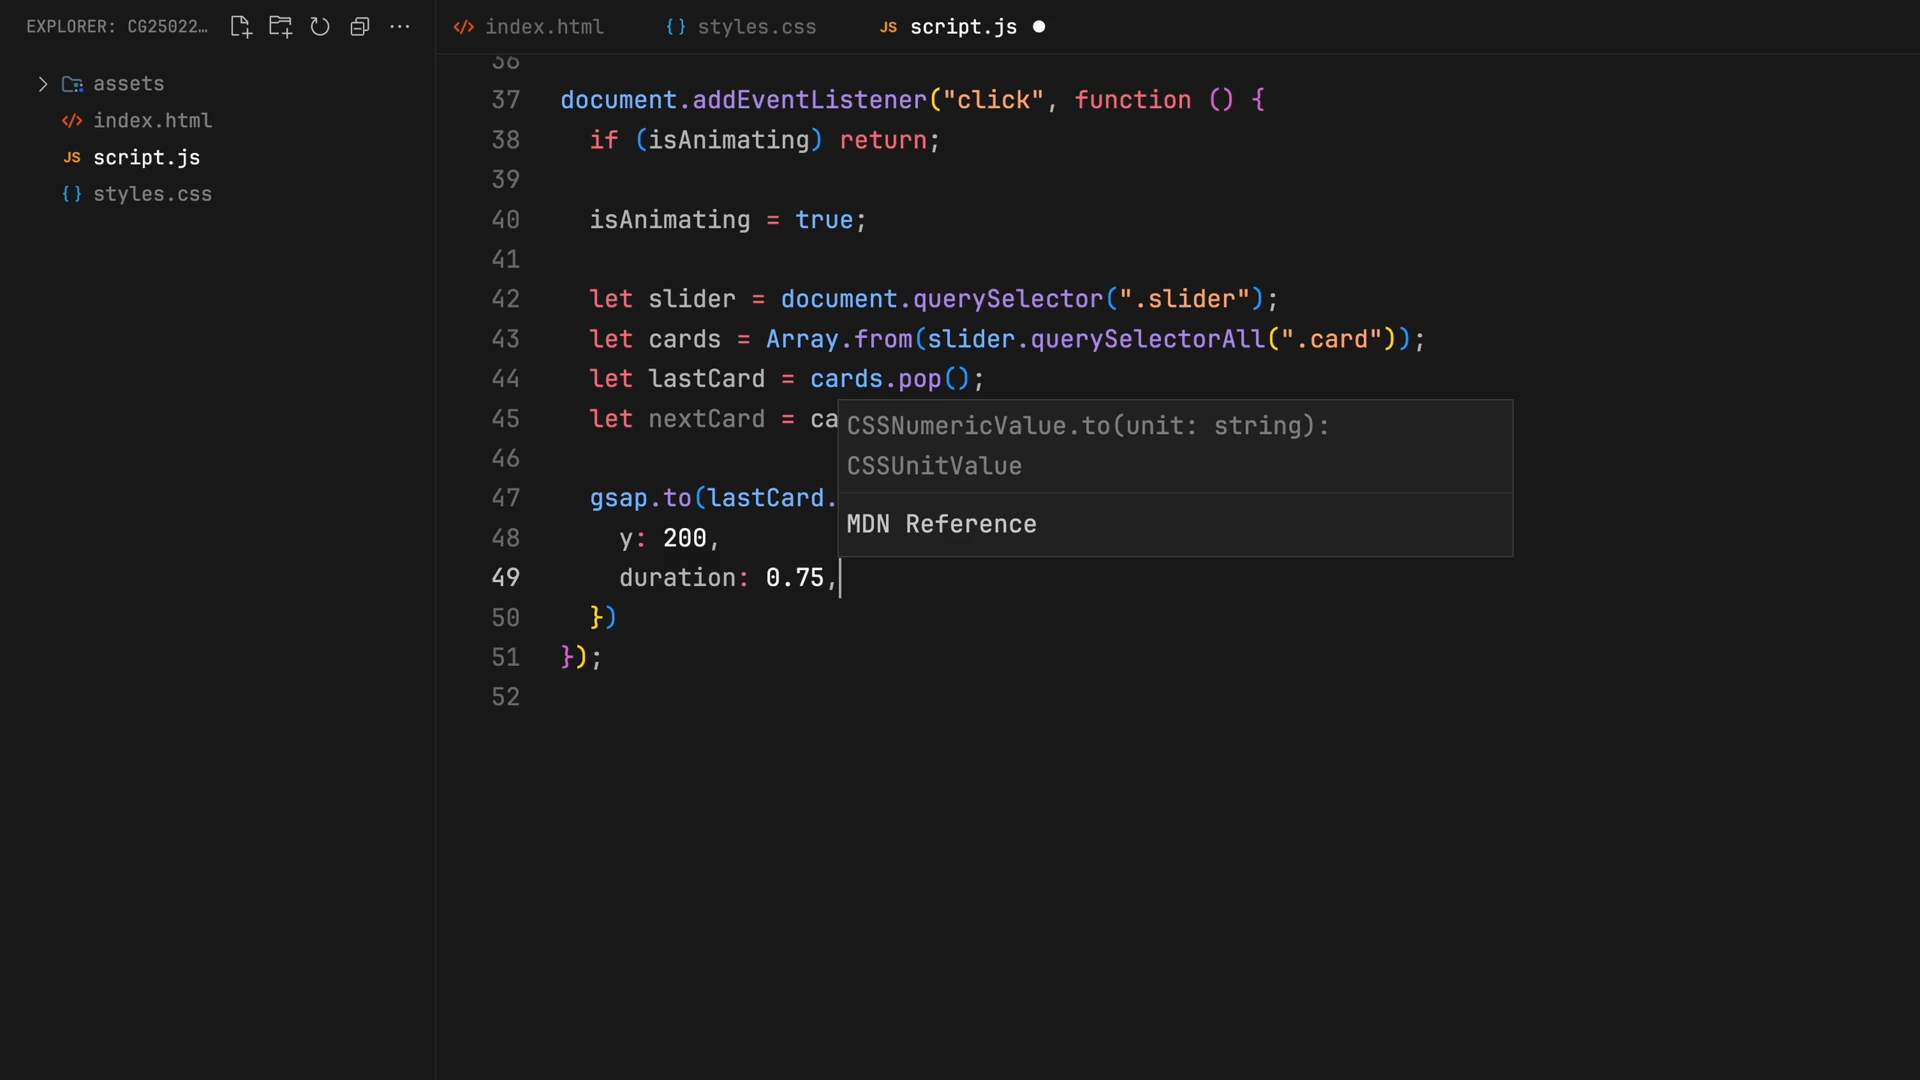 EXPLORER: CG25022…
assets
index.html
JS script.js
{} styles.css
</> index.html
{} styles.css
JS script.js
36
37 document.addEventListener("click", function () {
38 if (isAnimating) return;
39
40 isAnimating = true;
41
42 let slider = document.querySelector(".slider");
43 let cards = Array.from(slider.querySelectorAll(".card"));
44 let lastCard = cards.pop();
45 let nextCard = ca
CSSNumericValue.to(unit: string):
CSSUnitValue
MDN Reference
46
47 gsap.to(lastCard.
48 y: 200,
49 duration: 0.75,
50 })
51 });
52